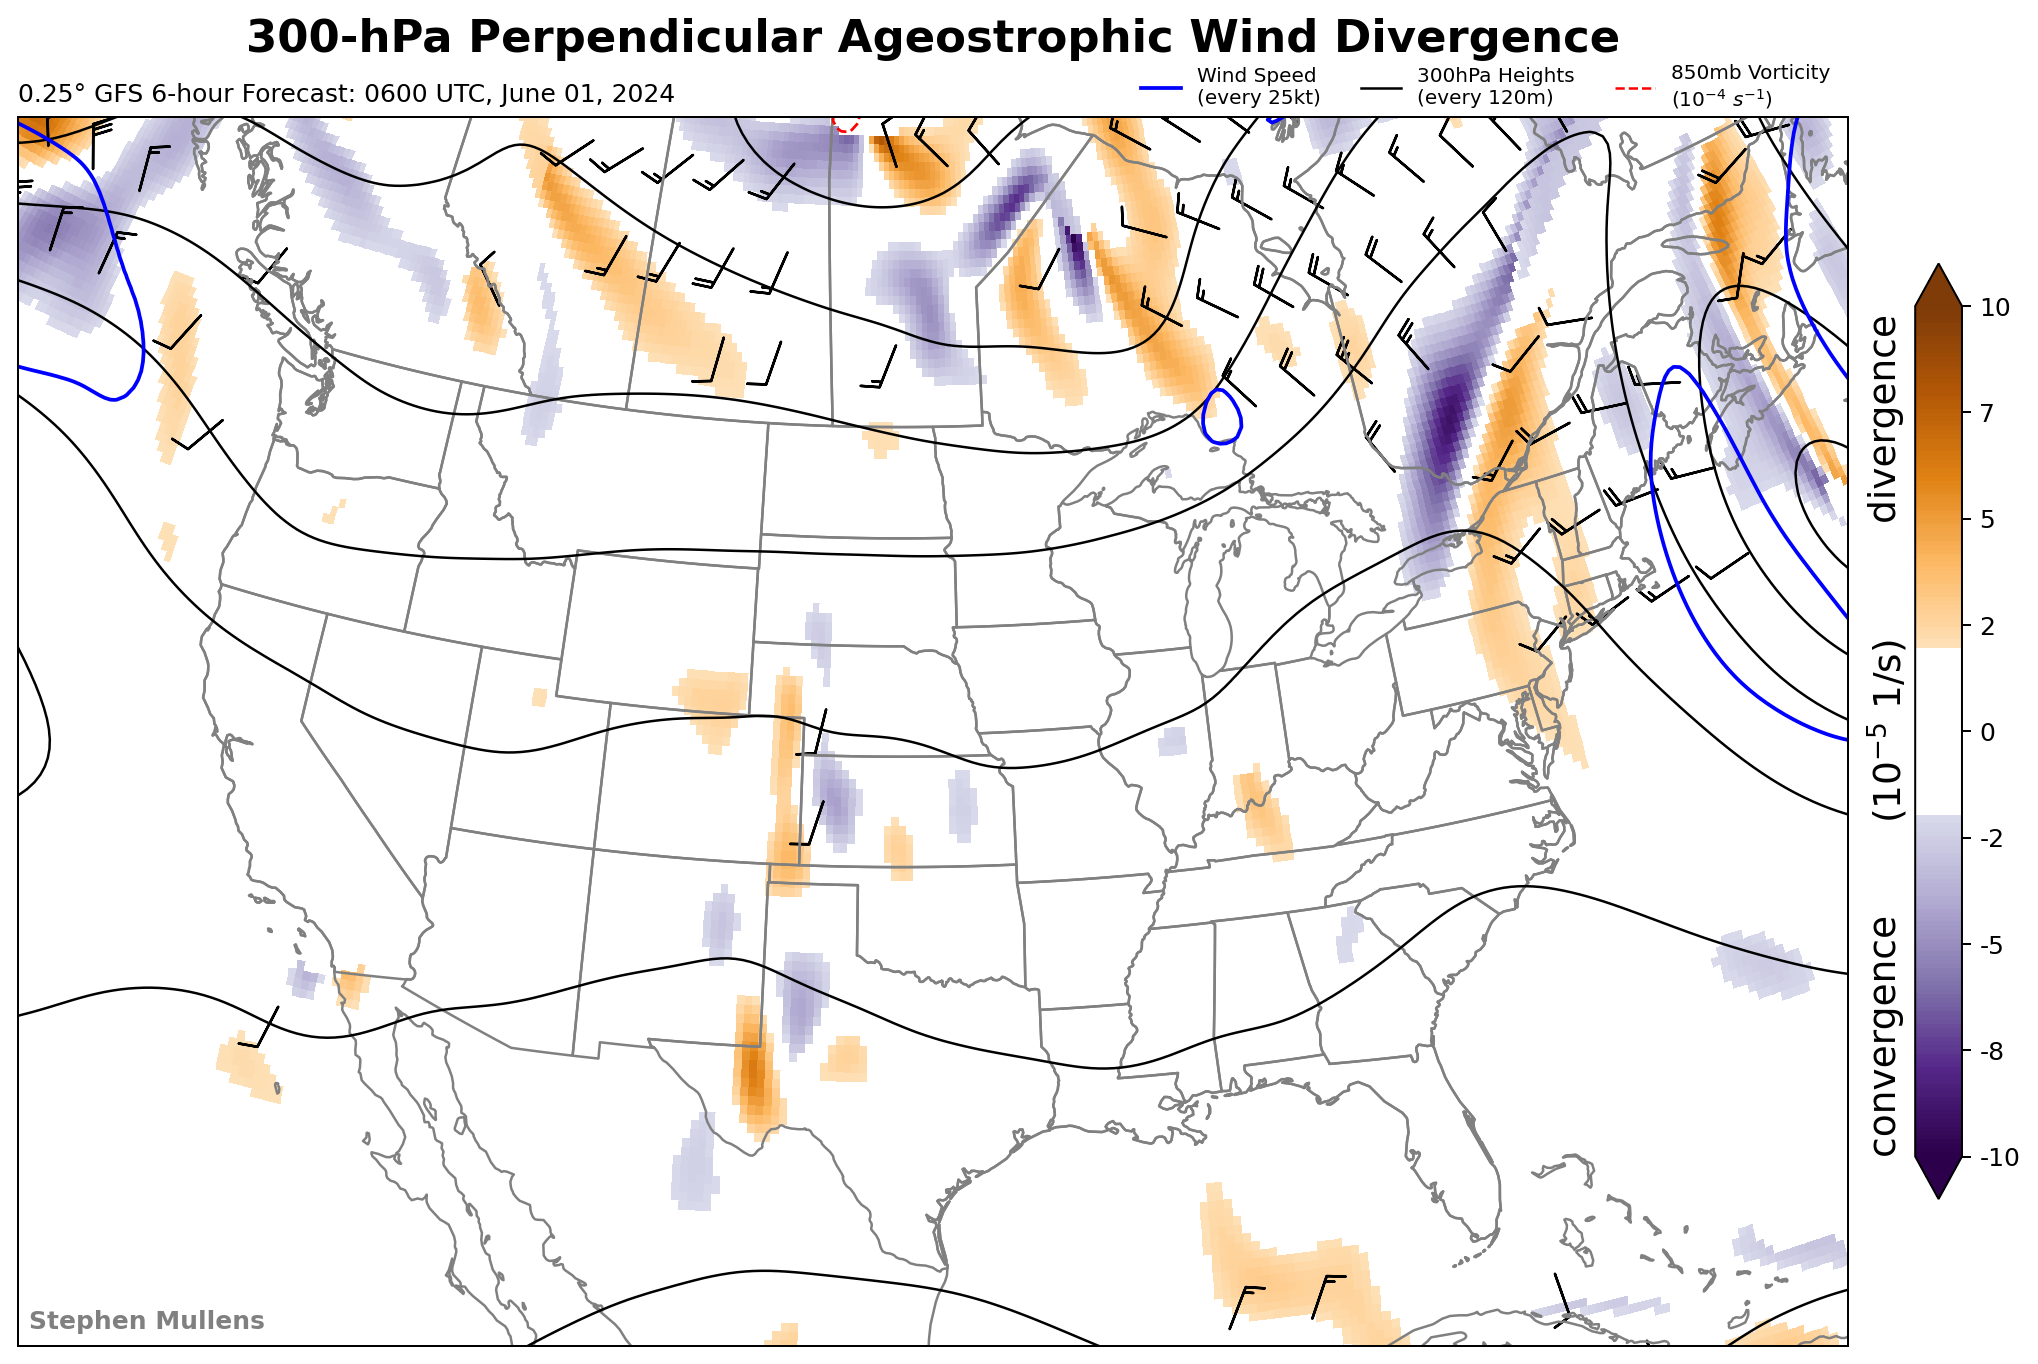 300-hPa Perpendicular Ageostrophic Wind Divergence
0.25° GFS 6-hour Forecast: 0600 UTC, June 01, 2024
Wind Speed
(every 25kt)
300hPa Heights
(every 120m)
850mb Vorticity
(10⁻⁴ s⁻¹)
10
7
5
2
0
-2
-5
-8
-10
convergence (10⁻⁵ 1/s) divergence
Stephen Mullens